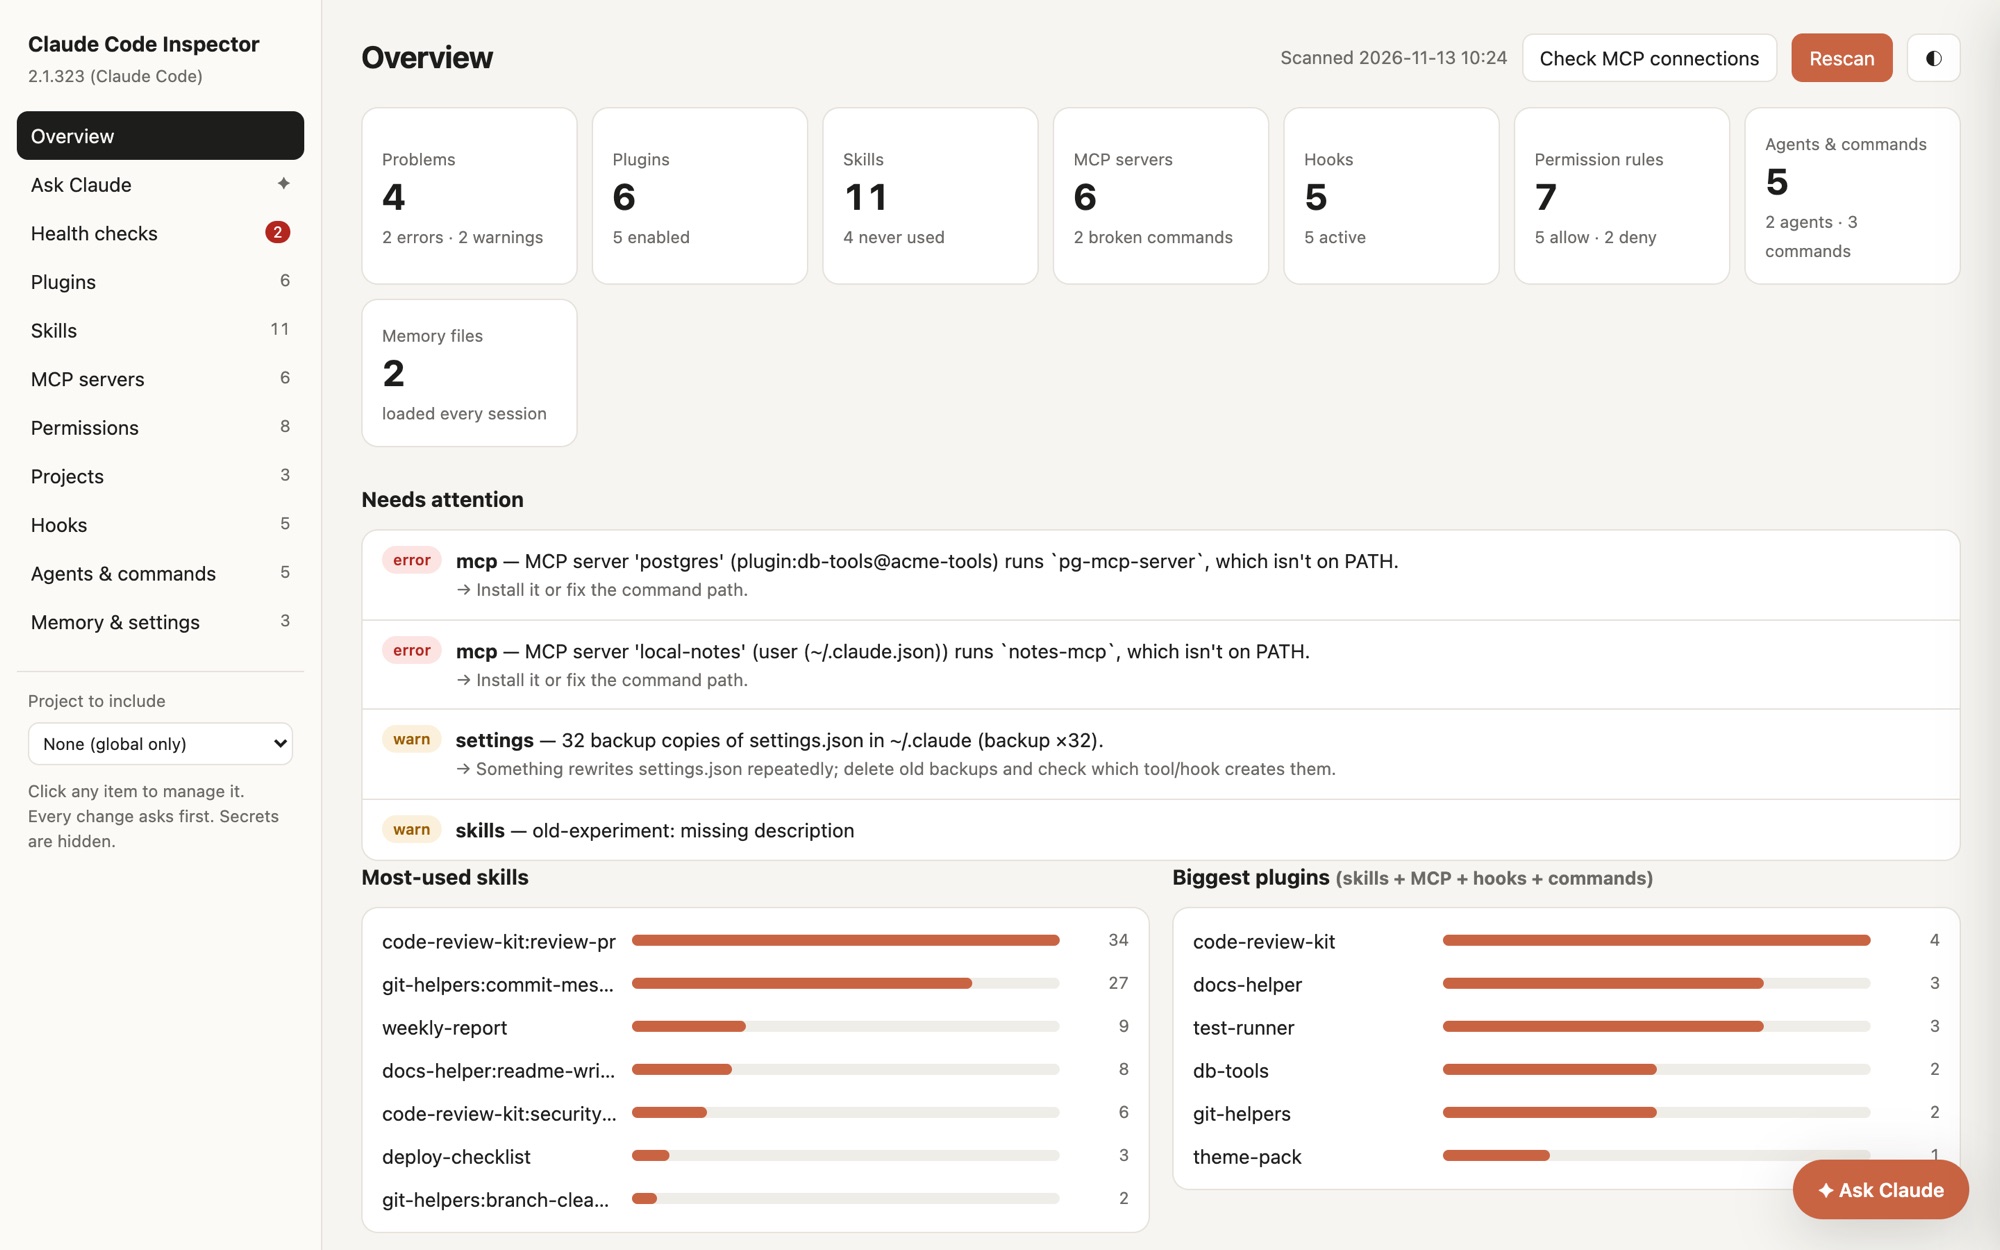 Claude Code Inspector
2.1.323 (Claude Code)
Overview
Ask Claude ✦
Health checks 2
Plugins 6
Skills 11
MCP servers 6
Permissions 8
Projects 3
Hooks 5
Agents & commands 5
Memory & settings 3
Project to include
None (global only)
Click any item to manage it.
Every change asks first. Secrets
are hidden.
Overview
Scanned 2026-11-13 10:24
Check MCP connections
Rescan
Problems
4
2 errors · 2 warnings
Plugins
6
5 enabled
Skills
11
4 never used
MCP servers
6
2 broken commands
Hooks
5
5 active
Permission rules
7
5 allow · 2 deny
Agents & commands
5
2 agents · 3
commands
Memory files
2
loaded every session
Needs attention
error mcp — MCP server 'postgres' (plugin:db-tools@acme-tools) runs `pg-mcp-server`, which isn't on PATH.
→ Install it or fix the command path.
error mcp — MCP server 'local-notes' (user (~/.claude.json)) runs `notes-mcp`, which isn't on PATH.
→ Install it or fix the command path.
warn settings — 32 backup copies of settings.json in ~/.claude (backup ×32).
→ Something rewrites settings.json repeatedly; delete old backups and check which tool/hook creates them.
warn skills — old-experiment: missing description
Most-used skills
code-review-kit:review-pr 34
git-helpers:commit-mes... 27
weekly-report 9
docs-helper:readme-wri... 8
code-review-kit:security... 6
deploy-checklist 3
git-helpers:branch-clea... 2
Biggest plugins (skills + MCP + hooks + commands)
code-review-kit 4
docs-helper 3
test-runner 3
db-tools 2
git-helpers 2
theme-pack 1
✦ Ask Claude